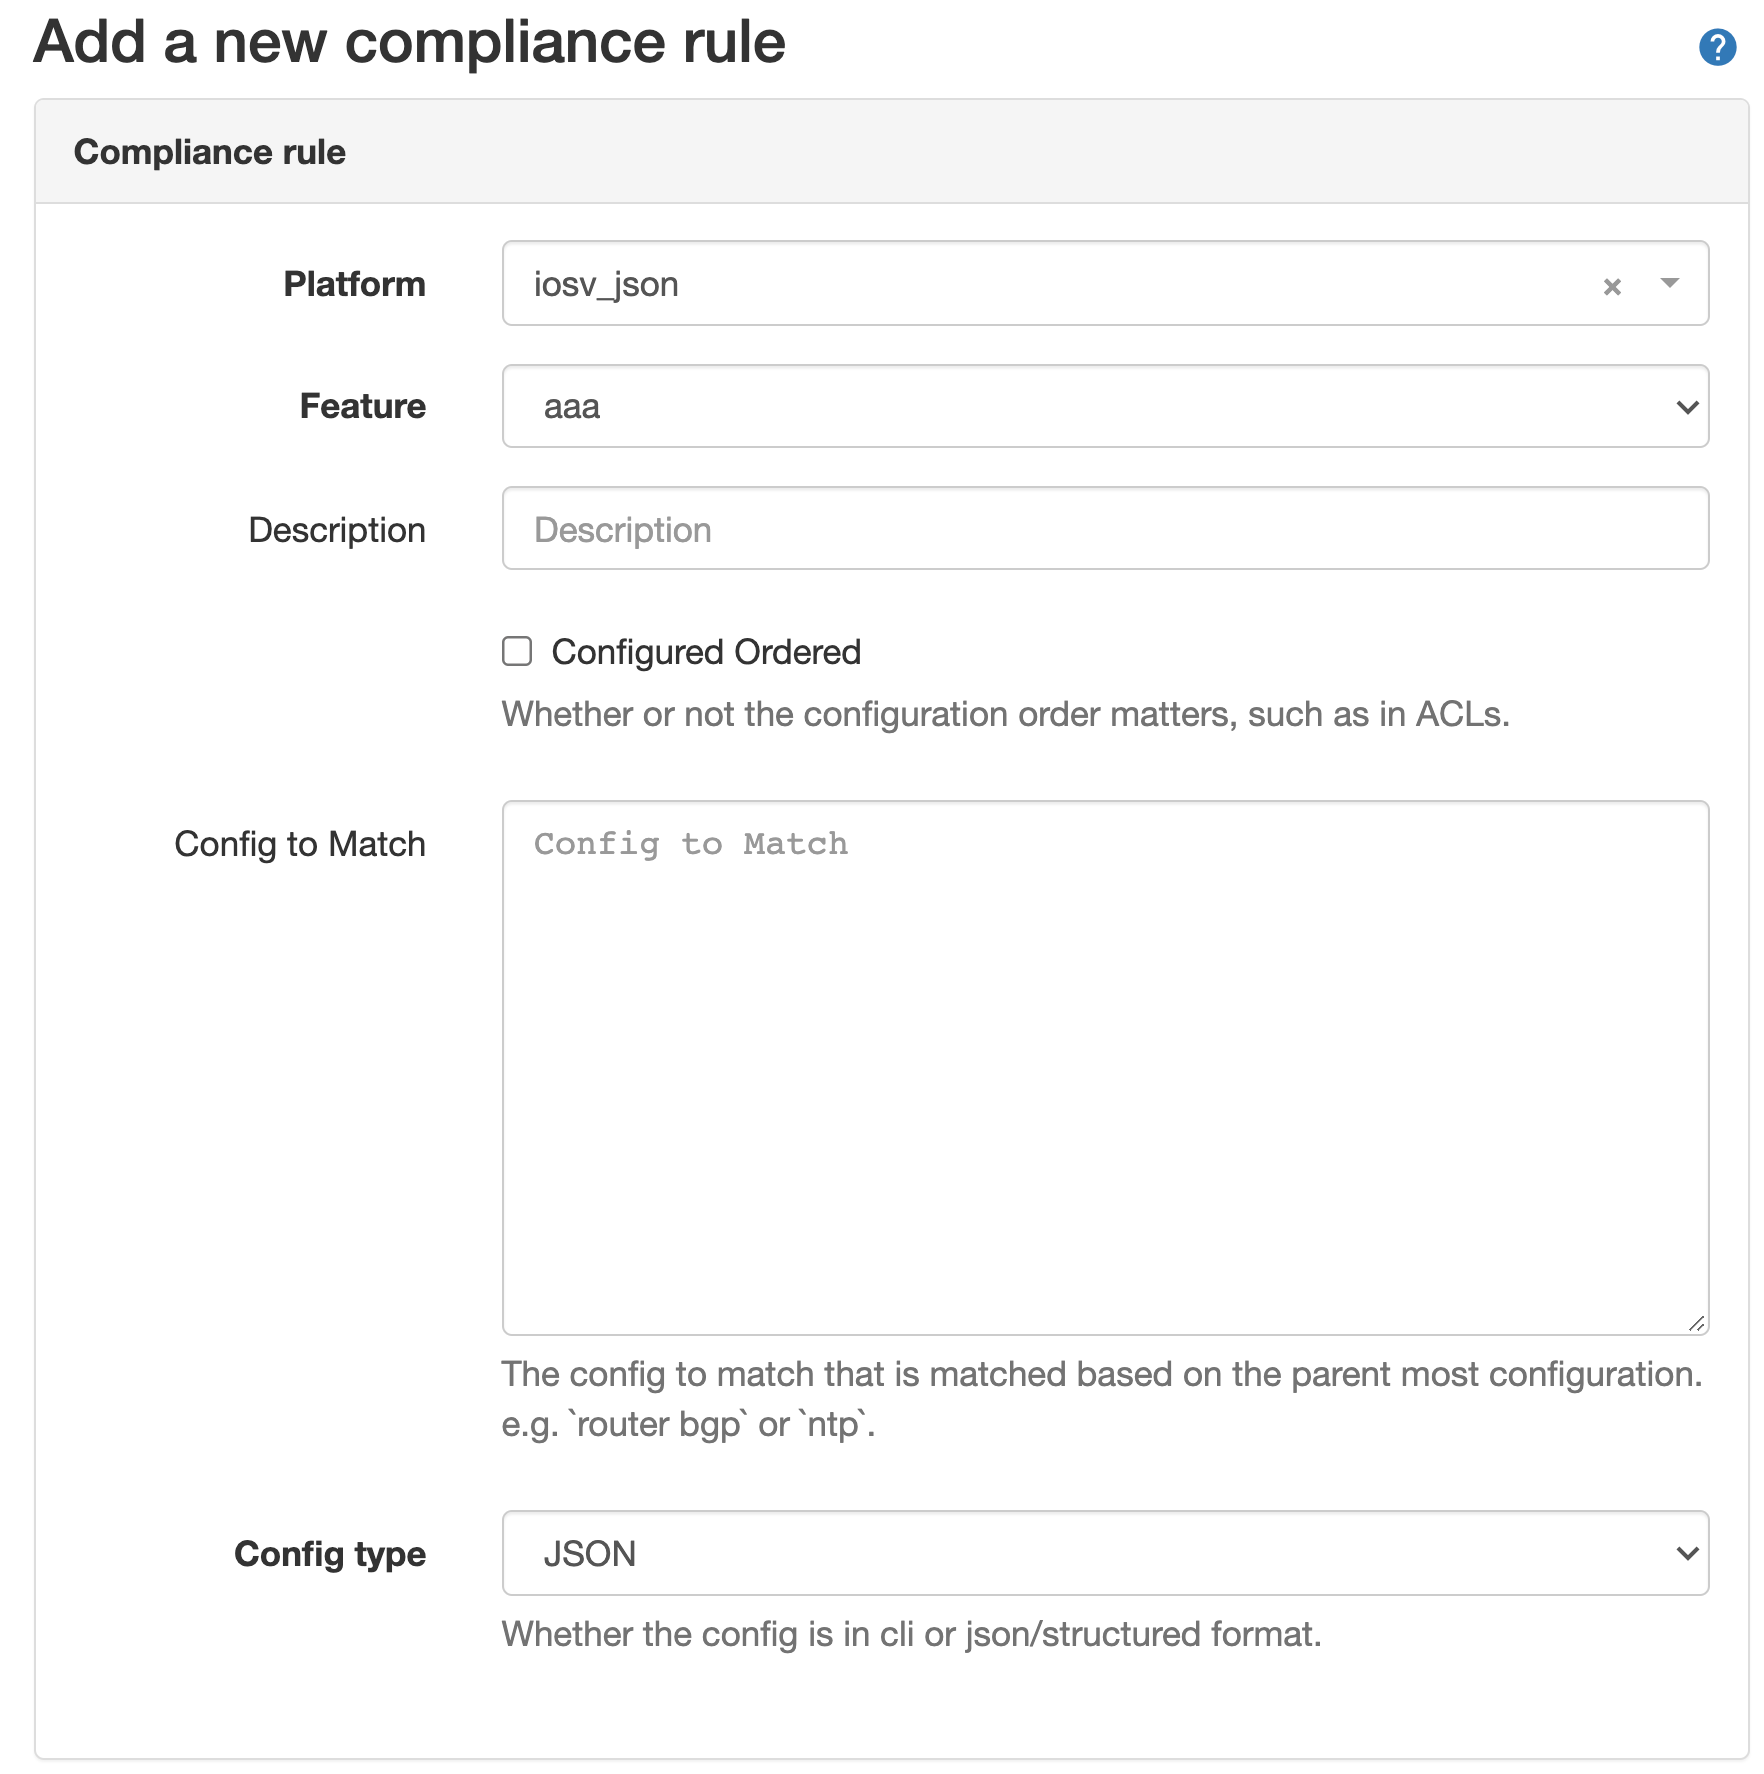 Add a new compliance rule
?
Compliance rule
Platform
iosv_json
×
Feature
aaa
Description
Description
Configured Ordered
Whether or not the configuration order matters, such as in ACLs.
Config to Match
Config to Match
The config to match that is matched based on the parent most configuration.
e.g. `router bgp` or `ntp`.
Config type
JSON
Whether the config is in cli or json/structured format.